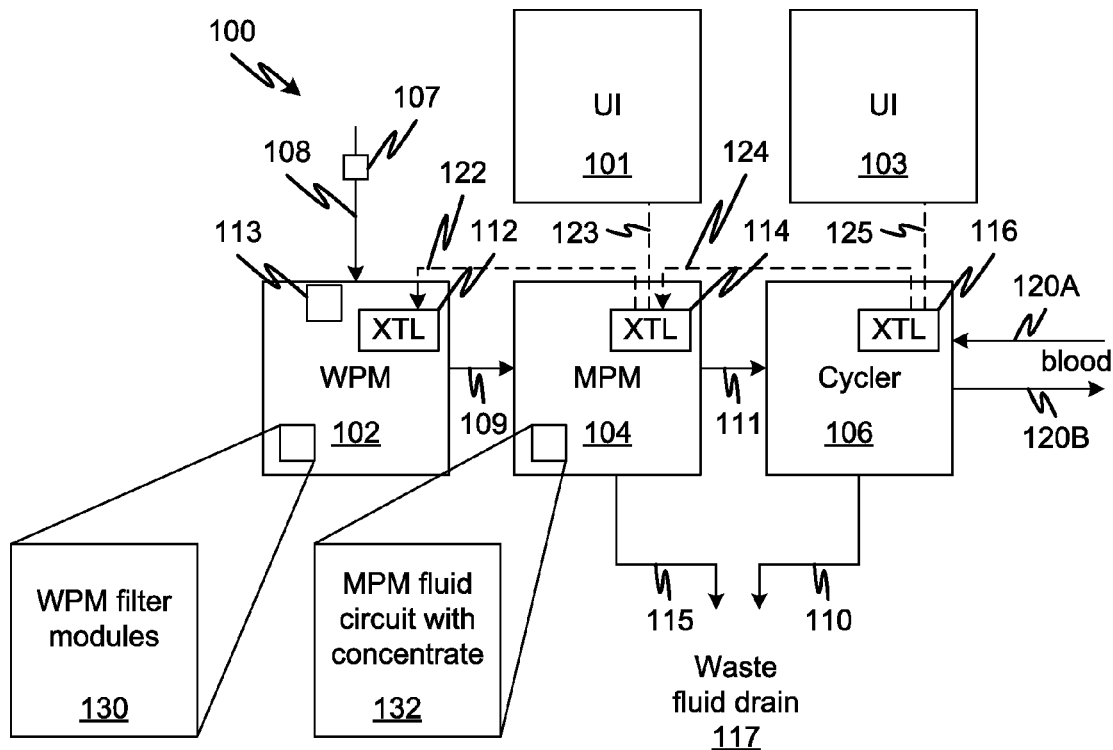 100
107
108
UI
101
UI
103
122
112
123
124
114
125
116
113
120A
XTL
XTL
XTL
blood
WPM
MPM
Cycler
102
109
104
111
106
120B
WPM filter
modules
130
MPM fluid
circuit with
concentrate
132
115
110
Waste
fluid drain
117